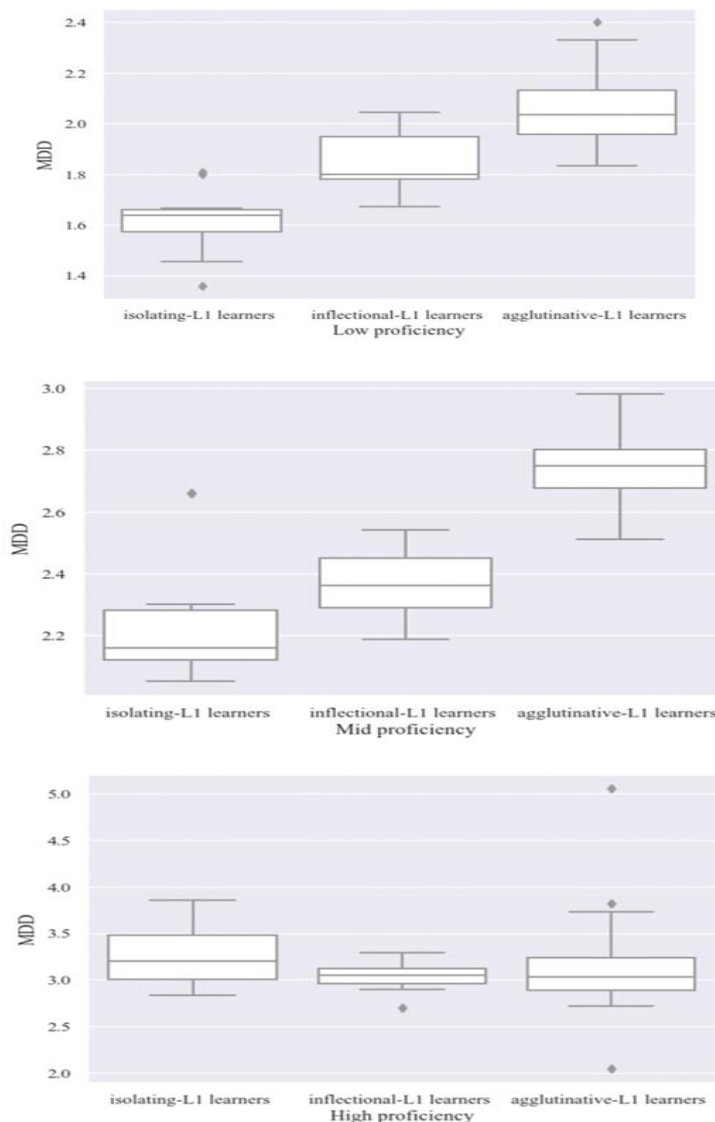 2.4
2.2
2.0
1.8
1.6
1.4
MDD
isolating-L1 learners inflectional-L1 learners agglutinative-L1 learners
Low proficiency
3.0
2.8
2.6
2.4
2.2
MDD
isolating-L1 learners inflectional-L1 learners agglutinative-L1 learners
Mid proficiency
5.0
4.5
4.0
3.5
3.0
2.5
2.0
MDD
isolating-L1 learners inflectional-L1 learners agglutinative-L1 learners
High proficiency